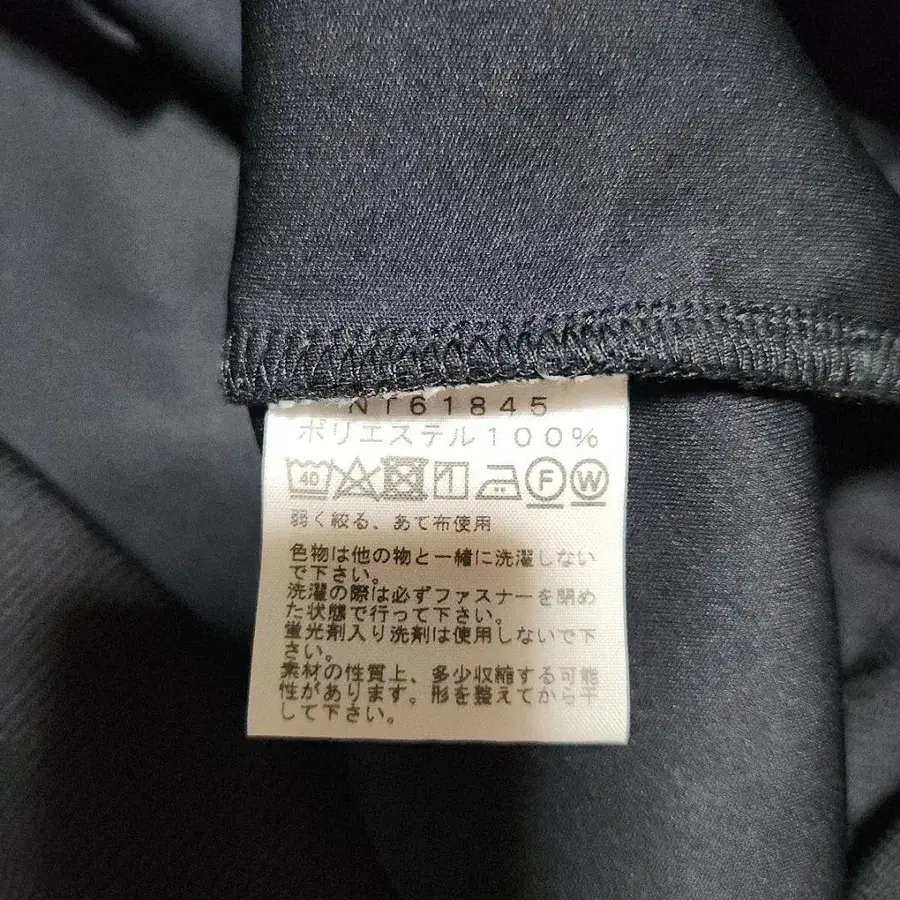 NT61845
ポリエステル100%
40 F W
弱く絞る、あて布使用
色物は他の物と一緒に洗濯しない
で下さい。
洗濯の際は必ずファスナーを閉め
た状態で行って下さい。
蛍光剤入り洗剤は使用しないで下
さい。
素材の性質上、多少収縮する可能
性があります。形を整えてから干
して下さい。